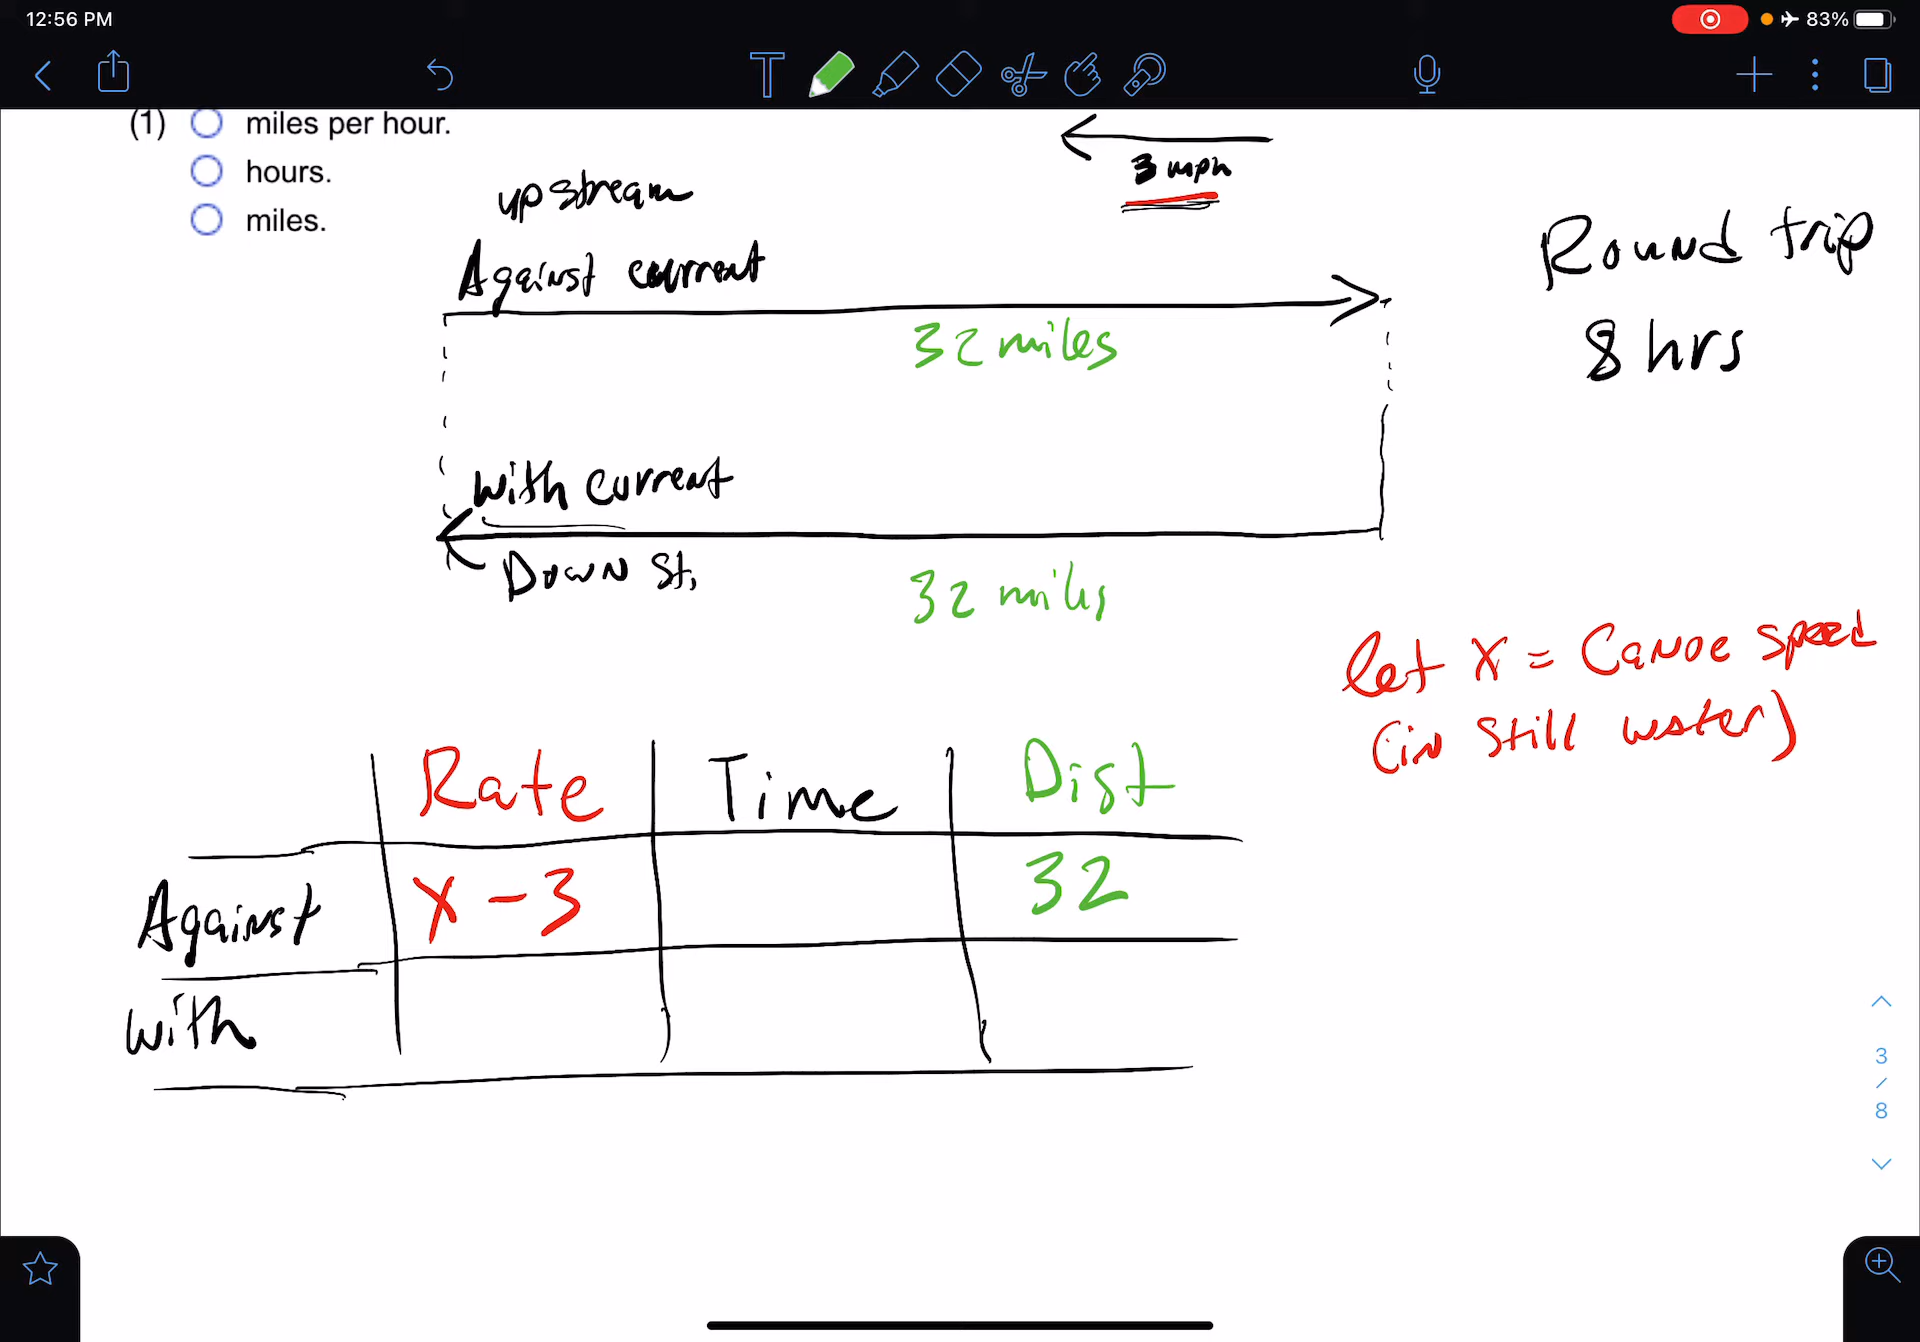 12:56 PM
83%
(1) miles per hour.
hours.
miles.
3 mph
upstream
Against current
32 miles
Round trip
8 hrs
With current
Down St.
32 miles
let x = Canoe speed
(in still water)
Rate Time Dist
Against x - 3 32
with
3
/
8